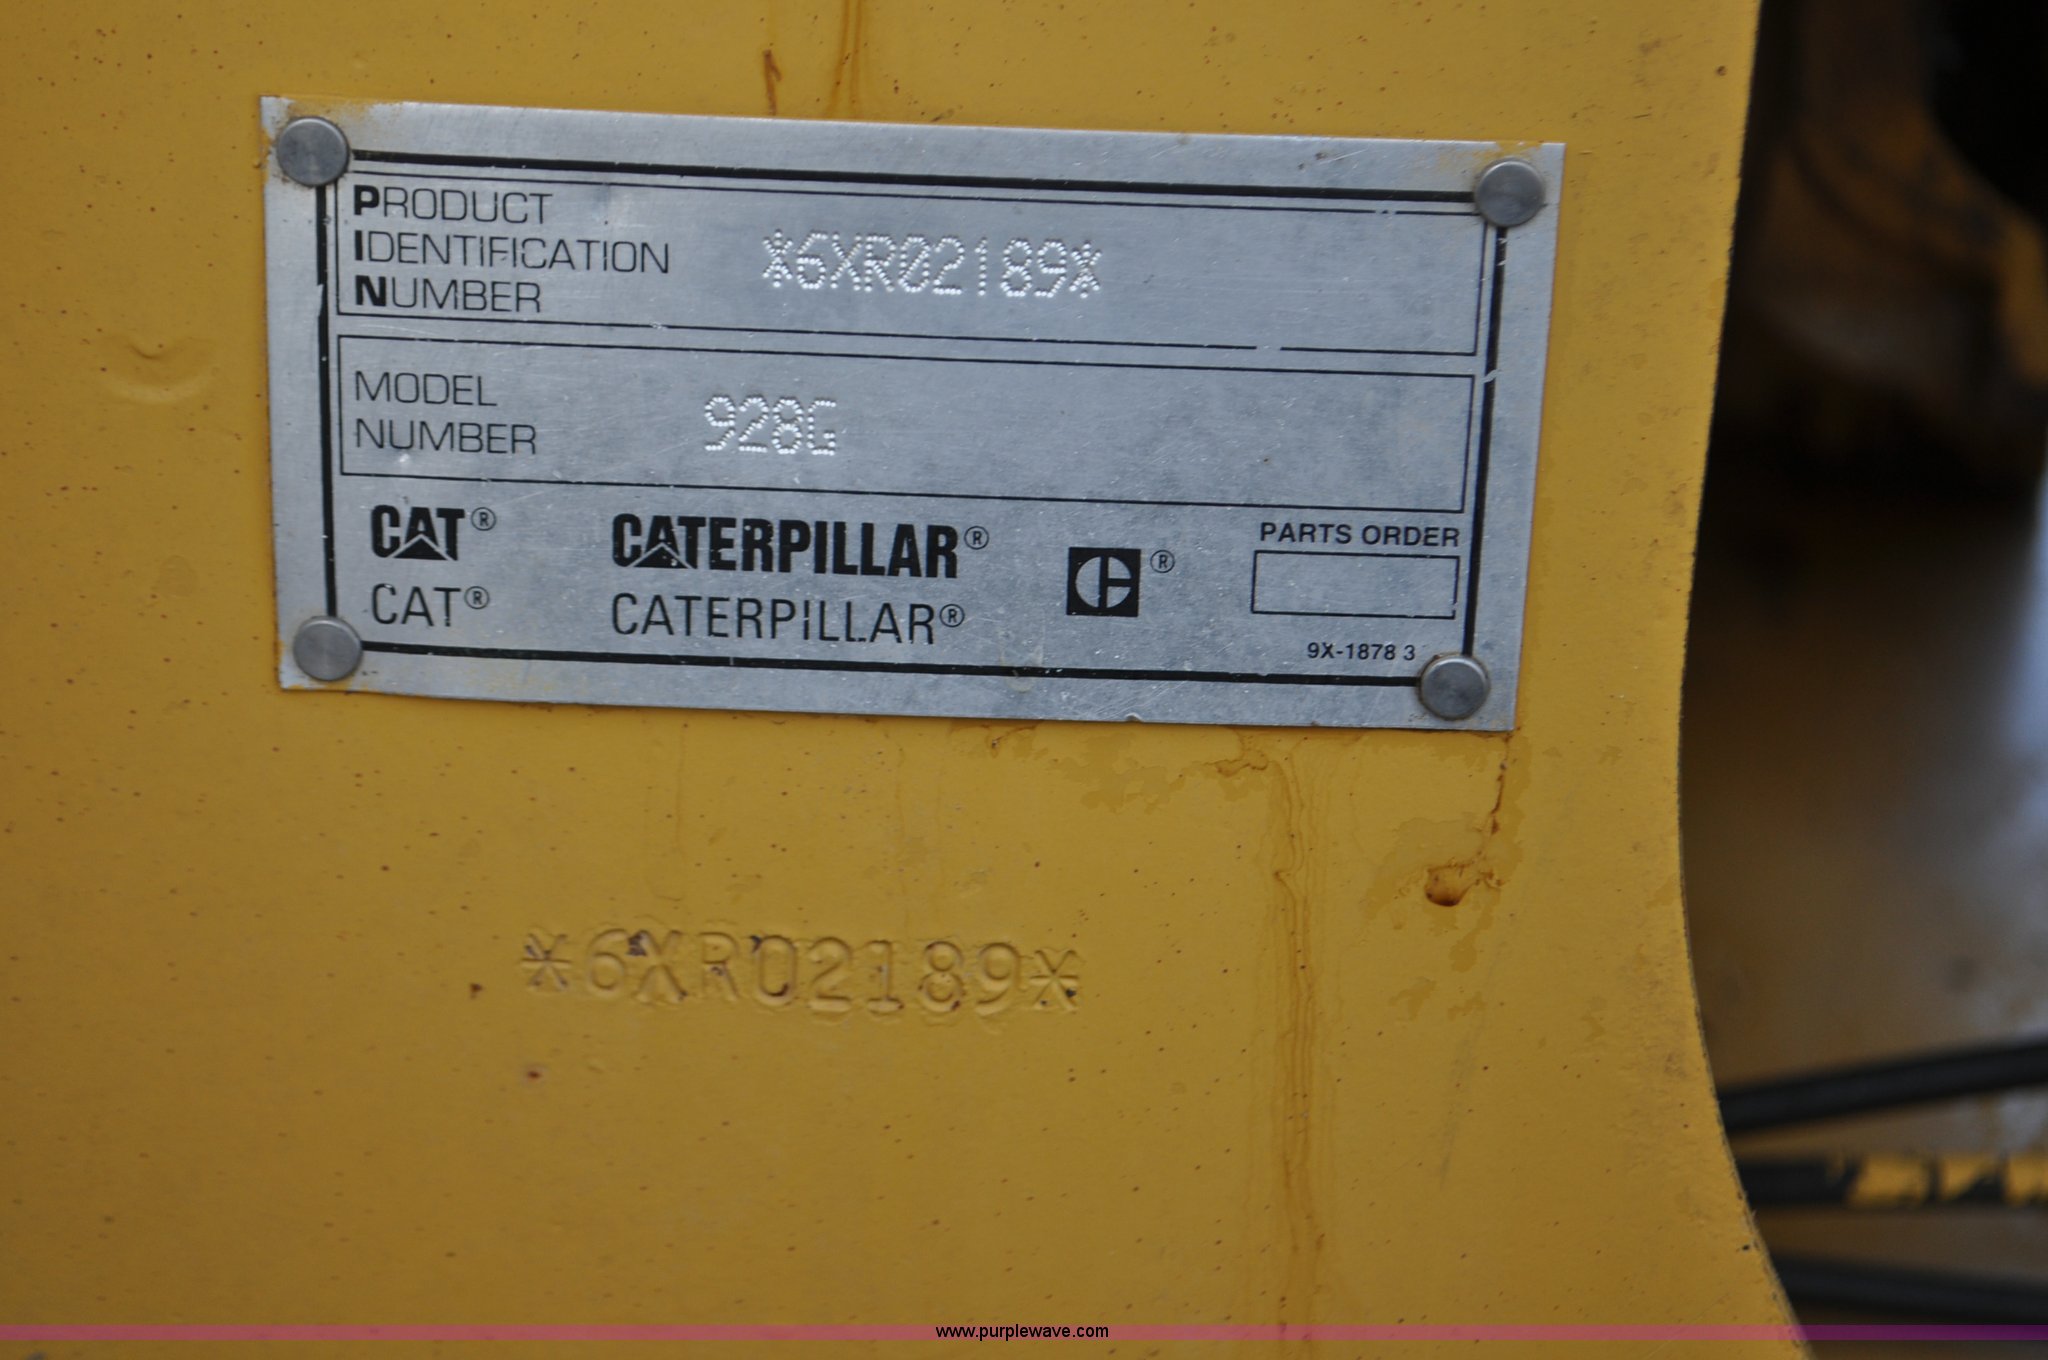 PRODUCT
IDENTIFICATION
NUMBER
*6XR02189*
MODEL
NUMBER
928G
CAT® CATERPILLAR® ®
CAT® CATERPILLAR®
PARTS ORDER
9X-1878 3
*6XR02189*
www.purplewave.com